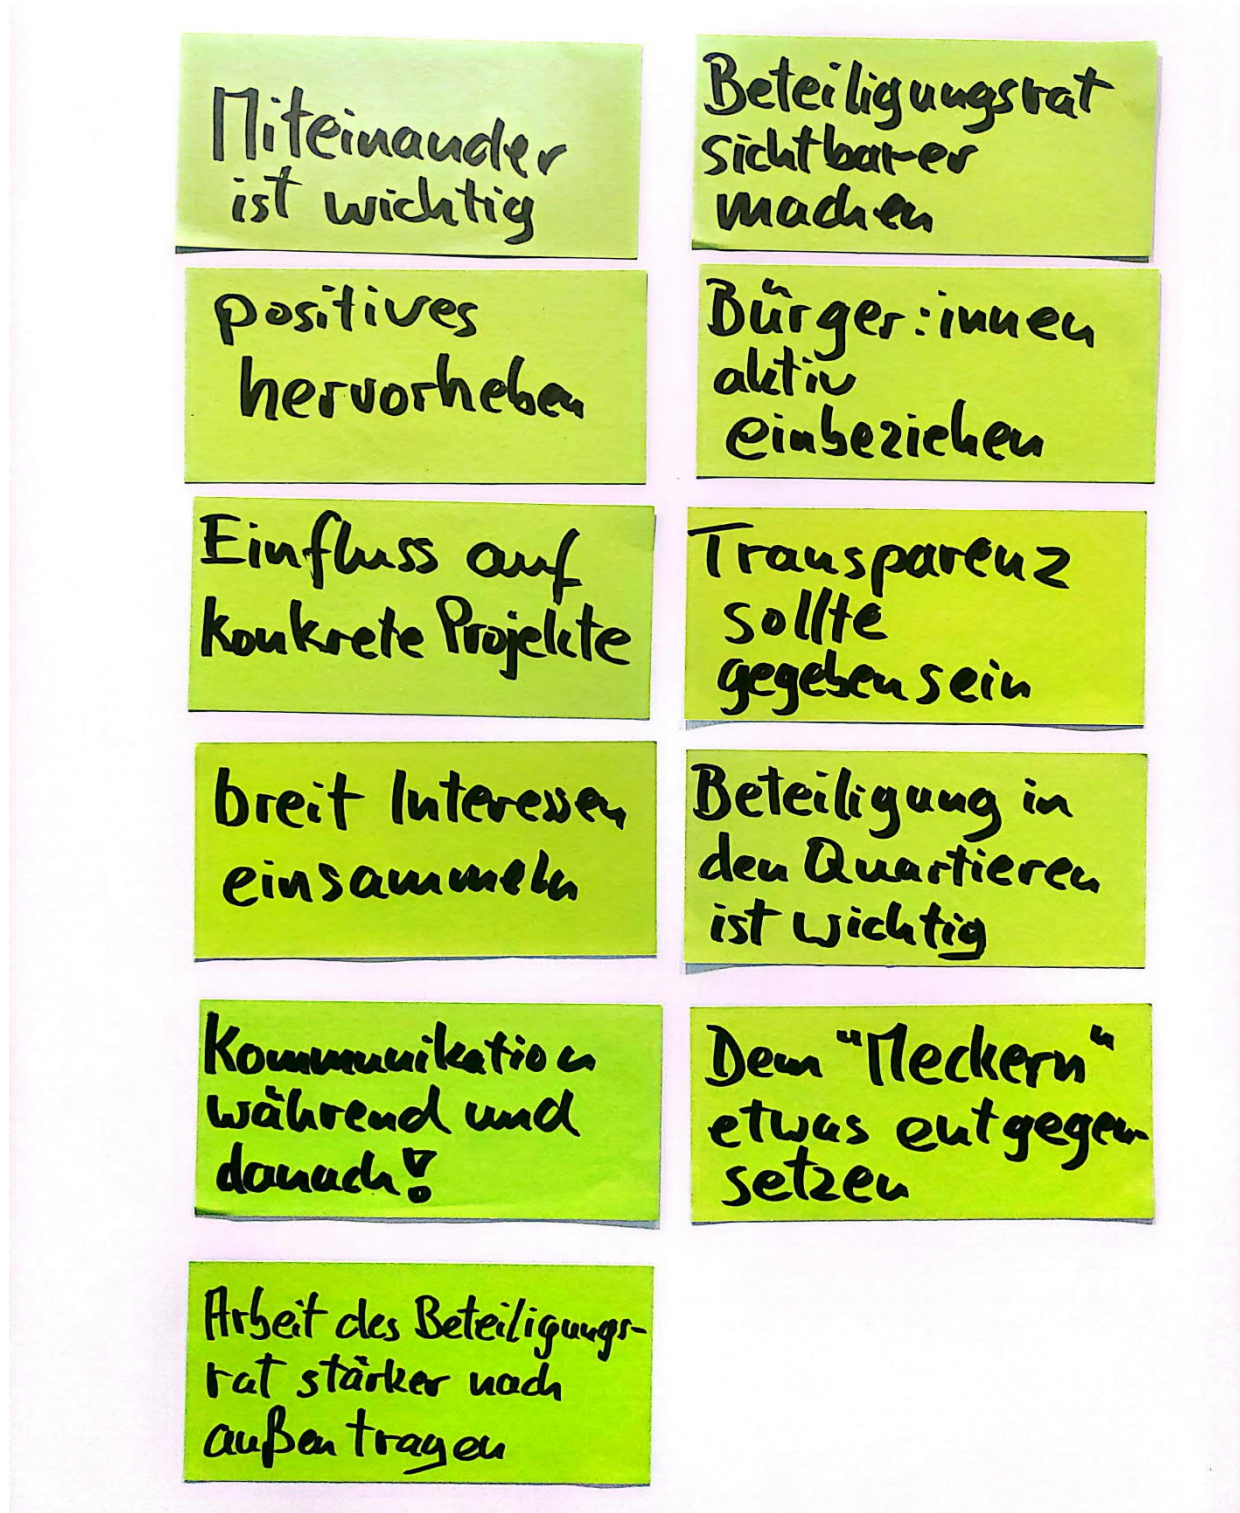 Miteinander
ist wichtig
positives
hervorheben
Einfluss auf
konkrete Projekte
breit Interessen
einsammeln
Kommunikation
während und
danach!
Arbeit des Beteiligungs-
rat stärker nach
außen tragen
Beteiligungsrat
sichtbarer
machen
Bürger:innen
aktiv
einbeziehen
Transparenz
sollte
gegeben sein
Beteiligung in
den Quartieren
ist wichtig
Dem "Meckern"
etwas entgegen-
setzen